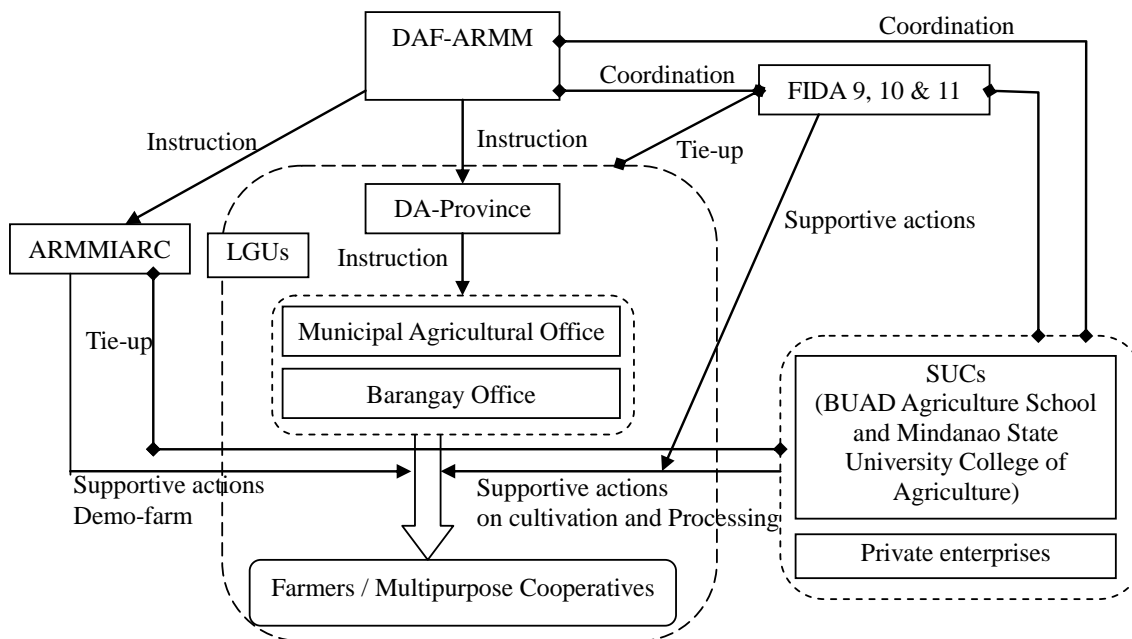 DAF-ARMM
Coordination
Coordination
FIDA 9, 10 & 11
Instruction
Instruction
Tie-up
DA-Province
Supportive actions
ARMMIARC
LGUs
Instruction
Municipal Agricultural Office
Tie-up
Barangay Office
SUCs
(BUAD Agriculture School
and Mindanao State
University College of
Agriculture)
Supportive actions
Demo-farm
Supportive actions
on cultivation and Processing
Private enterprises
Farmers / Multipurpose Cooperatives